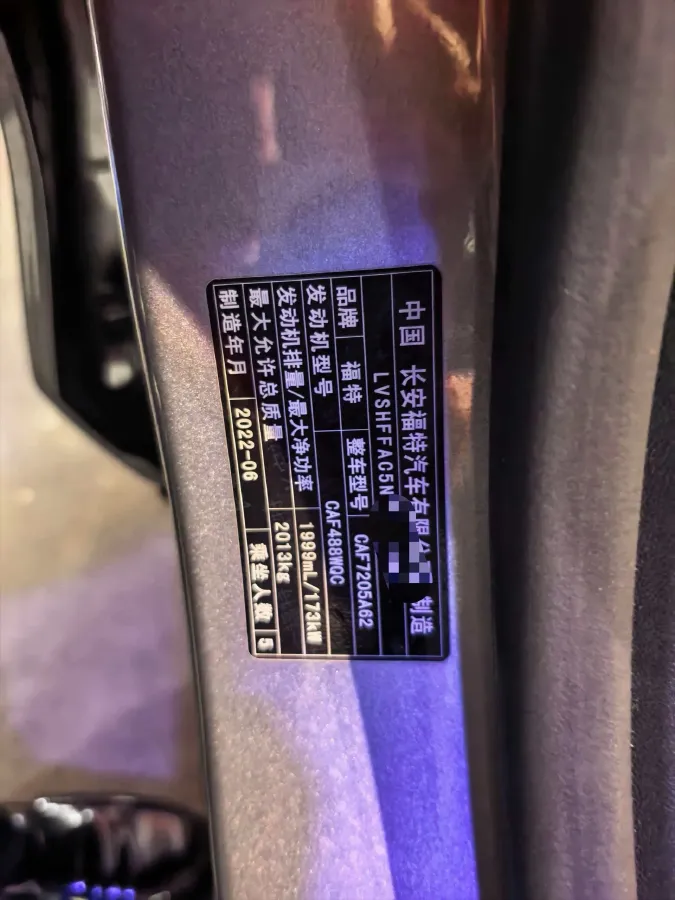 中国 长安福特汽车有限公司 制造
LVSHFFAC5N
品牌 福特 整车型号 CAF7205A62
发动机型号 CAF488WQC
发动机排量/最大净功率 1999mL/173kW
最大允许总质量 2013kg
制造年月 2022-06 乘坐人数 5